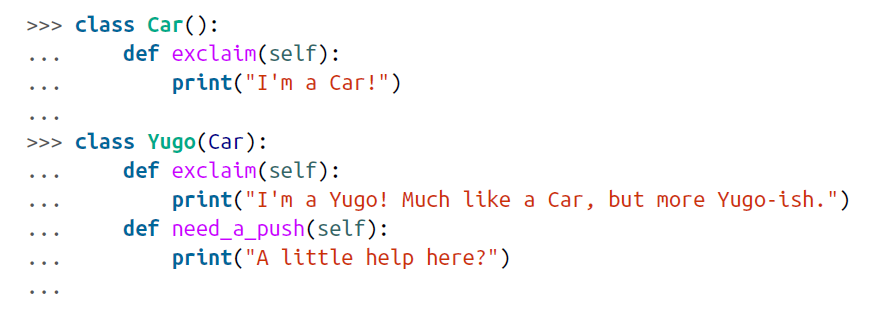 >>> class Car():
...     def exclaim(self):
...         print("I'm a Car!")
...
>>> class Yugo(Car):
...     def exclaim(self):
...         print("I'm a Yugo! Much like a Car, but more Yugo-ish.")
...     def need_a_push(self):
...         print("A little help here?")
...